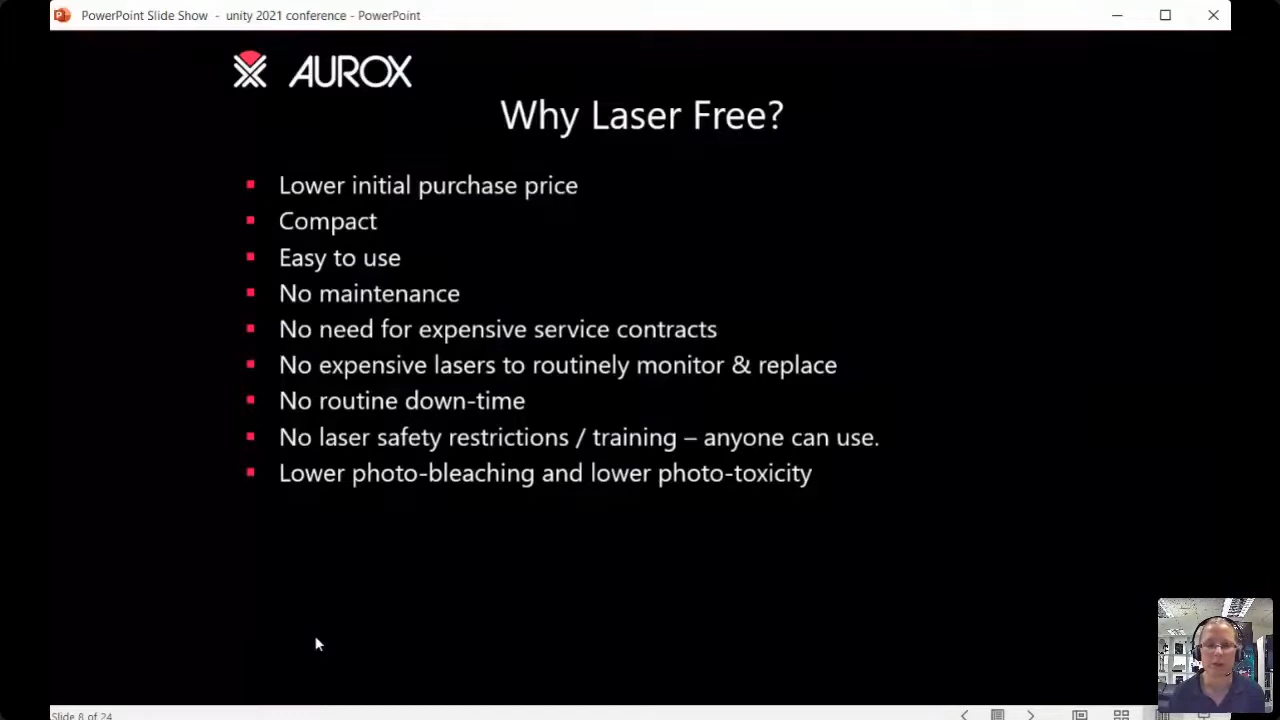 PowerPoint Slide Show - unity 2021 conference - PowerPoint
AUROX
Why Laser Free?
Lower initial purchase price
Compact
Easy to use
No maintenance
No need for expensive service contracts
No expensive lasers to routinely monitor & replace
No routine down-time
No laser safety restrictions / training – anyone can use.
Lower photo-bleaching and lower photo-toxicity
Slide 8 of 24